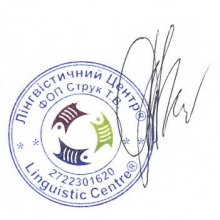 Лінгвістичний Центр®
ФОП Струк Т.В.
2722301620
* Linguistic Centre® *